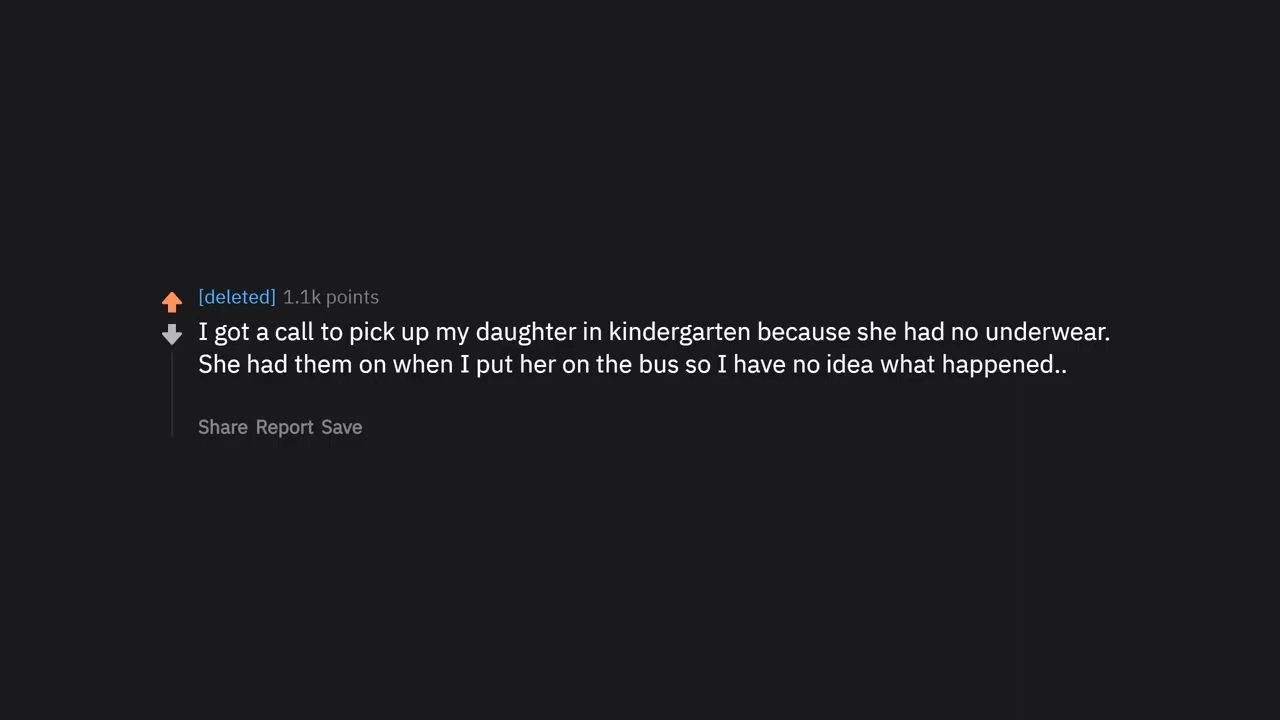 [deleted] 1.1k points
I got a call to pick up my daughter in kindergarten because she had no underwear.
She had them on when I put her on the bus so I have no idea what happened..
Share Report Save